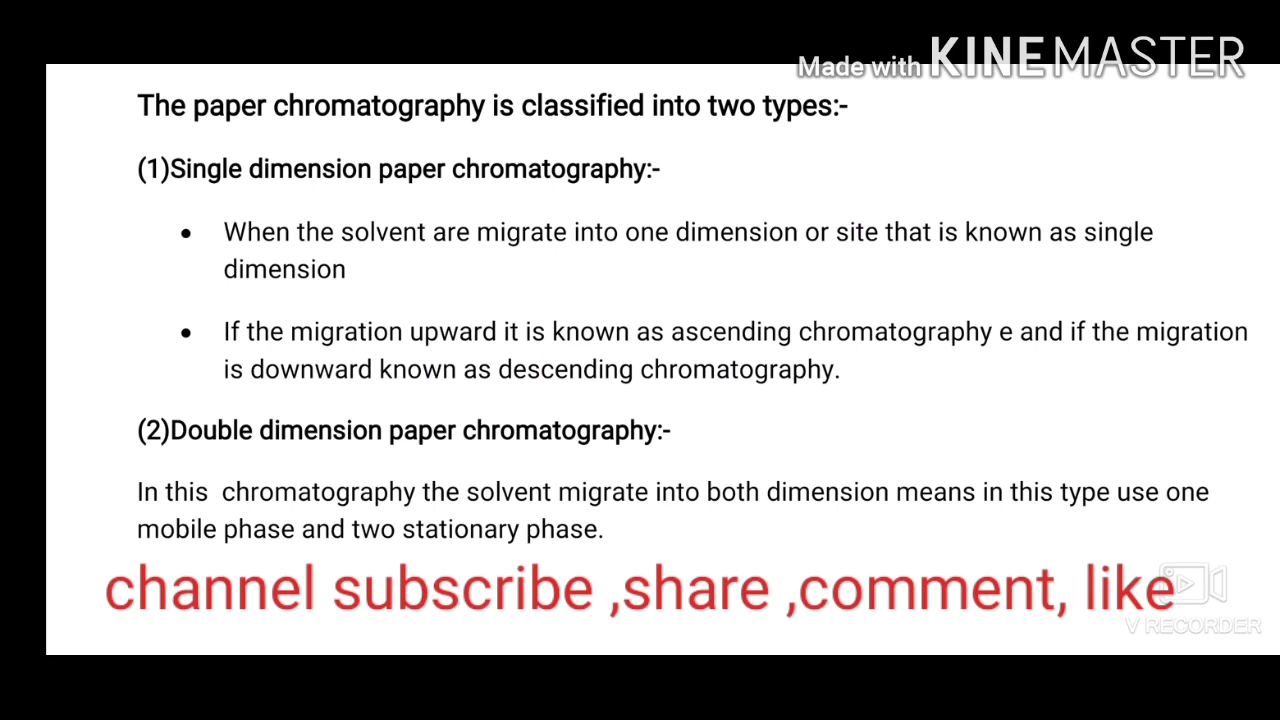 Made with KINEMASTER
The paper chromatography is classified into two types:-
(1)Single dimension paper chromatography:-
• When the solvent are migrate into one dimension or site that is known as single
dimension
• If the migration upward it is known as ascending chromatography e and if the migration
is downward known as descending chromatography.
(2)Double dimension paper chromatography:-
In this  chromatography the solvent migrate into both dimension means in this type use one
mobile phase and two stationary phase.
channel subscribe ,share ,comment, like
V RECORDER